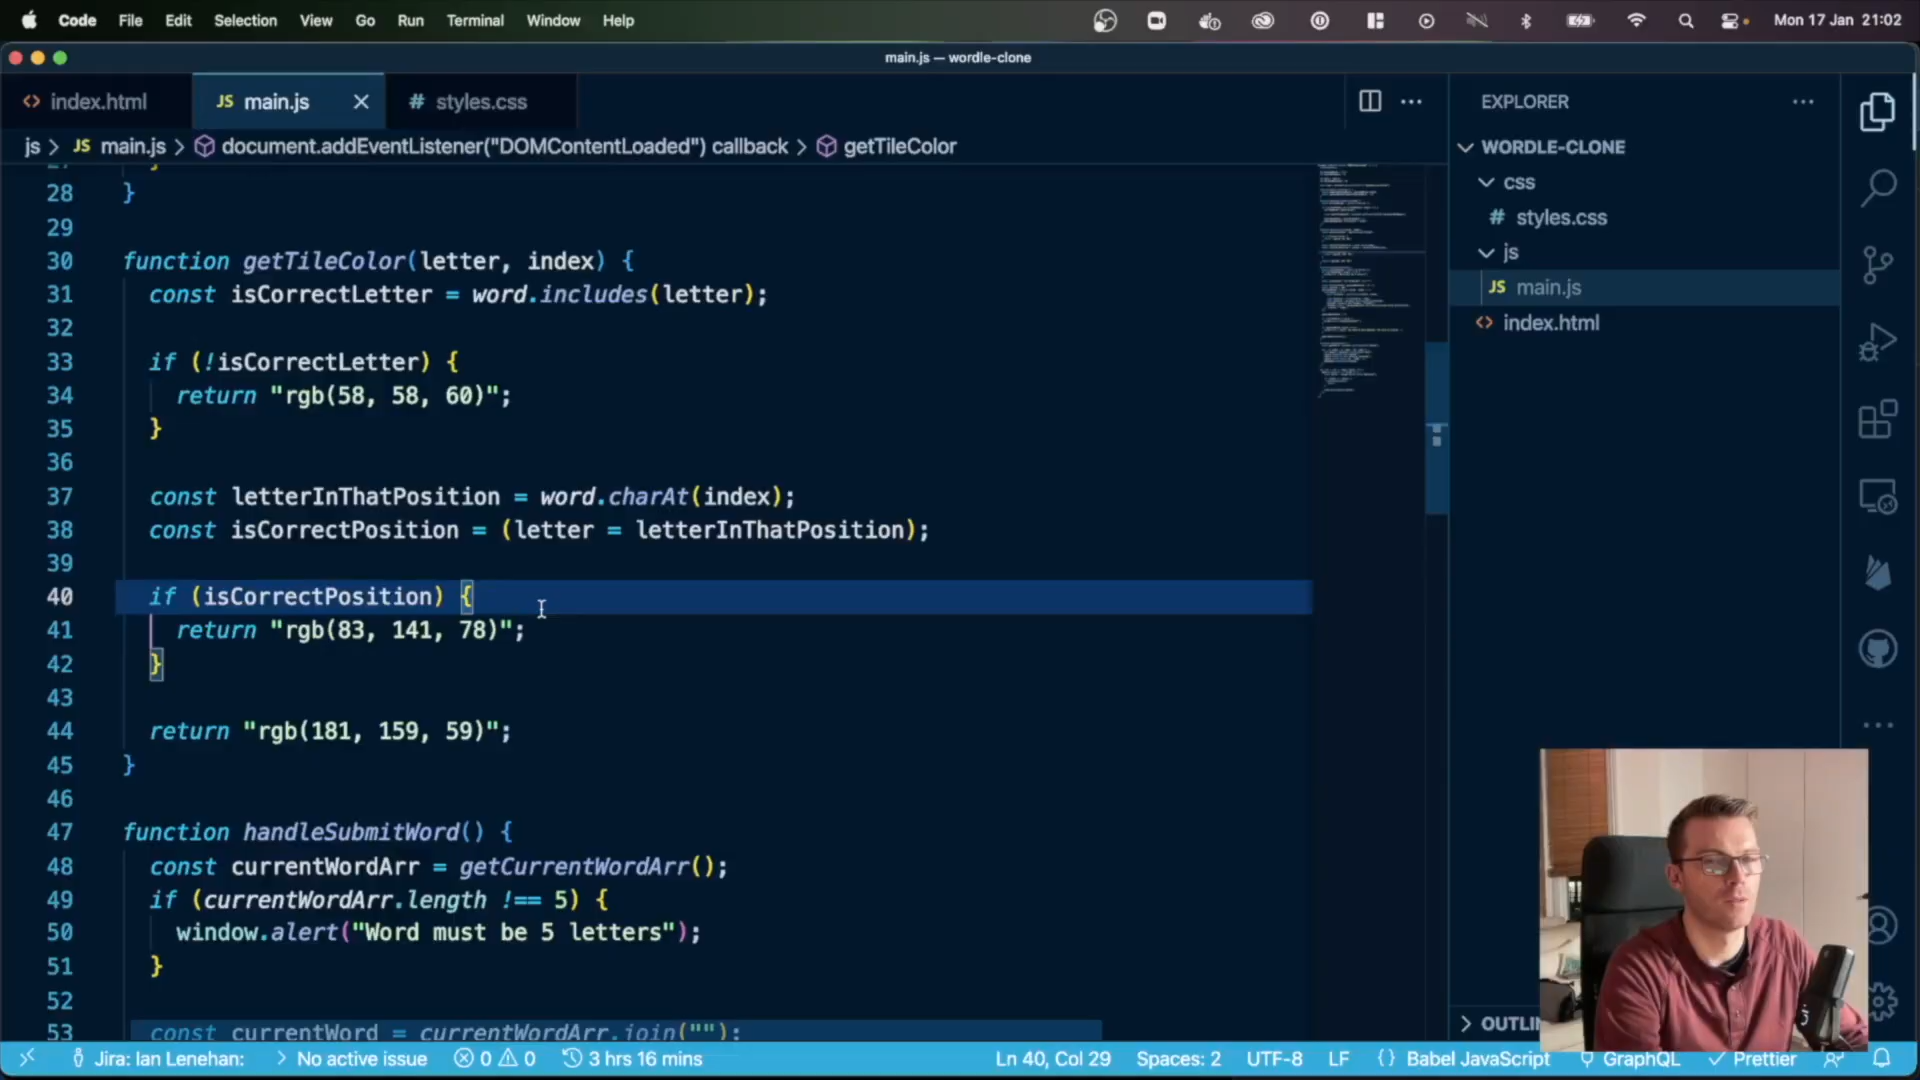 Code File Edit Selection View Go Run Terminal Window Help Mon 17 Jan 21:02
main.js — wordle-clone
<> index.html JS main.js # styles.css EXPLORER
js > JS main.js > document.addEventListener("DOMContentLoaded") callback > getTileColor
WORDLE-CLONE
css
# styles.css
js
JS main.js
<> index.html
28 }
29
30 function getTileColor(letter, index) {
31 const isCorrectLetter = word.includes(letter);
32
33 if (!isCorrectLetter) {
34 return "rgb(58, 58, 60)";
35 }
36
37 const letterInThatPosition = word.charAt(index);
38 const isCorrectPosition = (letter = letterInThatPosition);
39
40 if (isCorrectPosition) {
41 return "rgb(83, 141, 78)";
42 }
43
44 return "rgb(181, 159, 59)";
45 }
46
47 function handleSubmitWord() {
48 const currentWordArr = getCurrentWordArr();
49 if (currentWordArr.length !== 5) {
50 window.alert("Word must be 5 letters");
51 }
52
53 const currentWord = currentWordArr.join("");
> OUTLI
Jira: Ian Lenehan: > No active issue 0 0 3 hrs 16 mins Ln 40, Col 29 Spaces: 2 UTF-8 LF {} Babel JavaScript GraphQL Prettier